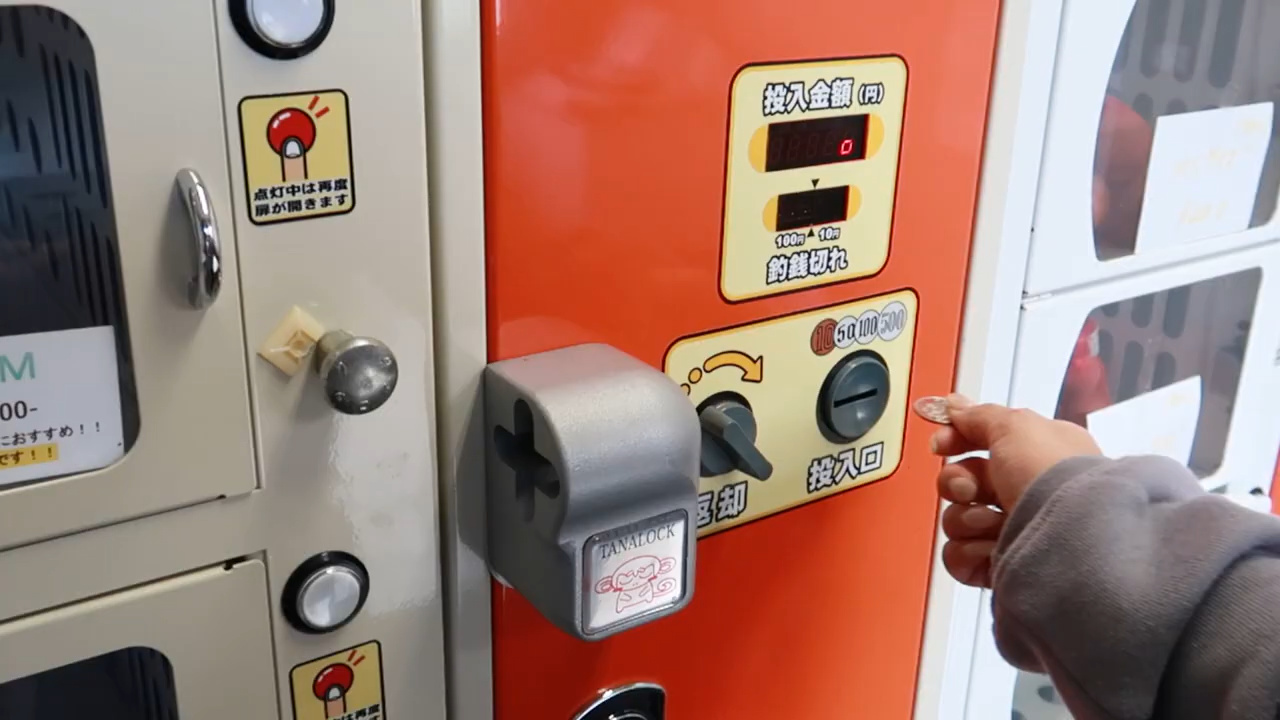 点灯中は再度
扉が開きます
M
00-
におすすめ！！
です！！
投入金額(円)
0
100円 10円
釣銭切れ
10 50 100 500
投入口
返却
TANALOCK